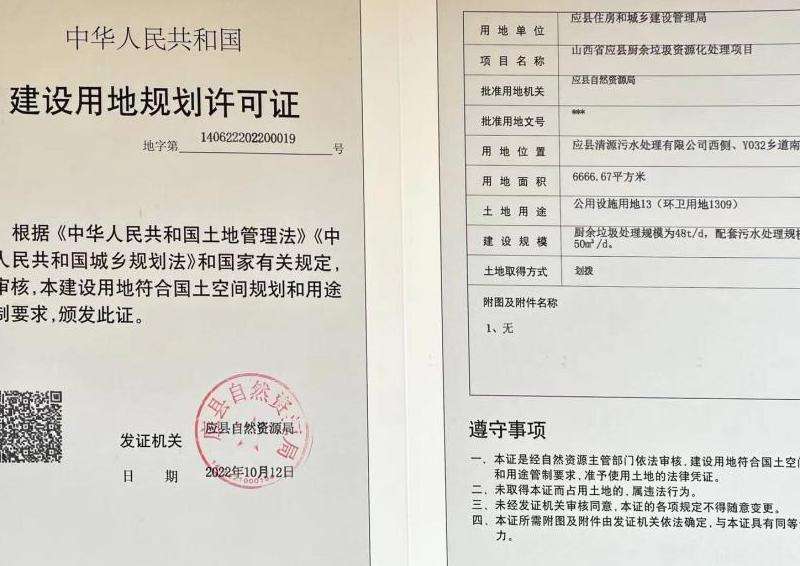 中华人民共和国
建设用地规划许可证
地字第 140622202200019 号
根据《中华人民共和国土地管理法》《中
人民共和国城乡规划法》和国家有关规定，
审核，本建设用地符合国土空间规划和用途
制要求，颁发此证。
发证机关 应县自然资源局
日 期 2022年10月12日
应县自然资源局
用地单位 应县住房和城乡建设管理局
项目名称 山西省应县厨余垃圾资源化处理项目
批准用地机关 应县自然资源局
批准用地文号 ***
用地位置 应县清源污水处理有限公司西侧、Y032乡道南
用地面积 6666.67平方米
土地用途 公用设施用地13（环卫用地1309）
建设规模 厨余垃圾处理规模为48t/d，配套污水处理规模
50m³/d。
土地取得方式 划拨
附图及附件名称
1、无
遵守事项
一、本证是经自然资源主管部门依法审核，建设用地符合国土空间
和用途管制要求，准予使用土地的法律凭证。
二、未取得本证而占用土地的，属违法行为。
三、未经发证机关审核同意，本证的各项规定不得随意变更。
四、本证所需附图及附件由发证机关依法确定，与本证具有同等
力。